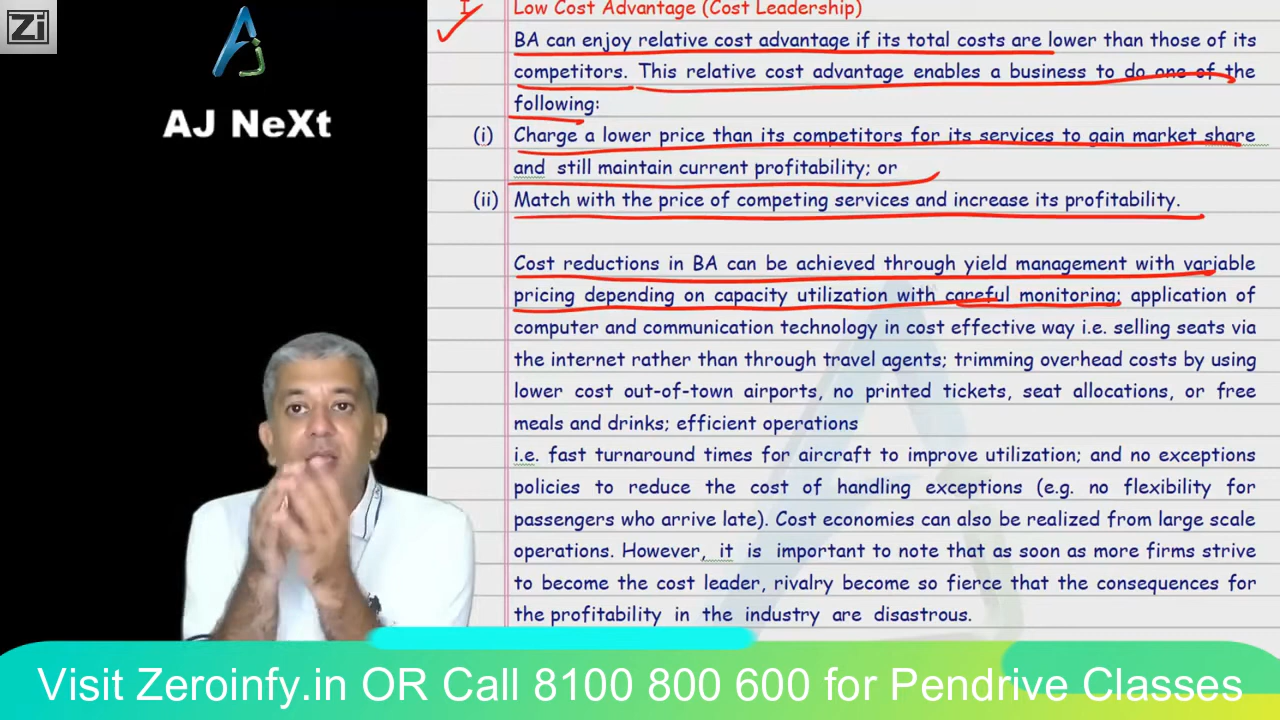 Zi
AJ NeXt
I
Low Cost Advantage (Cost Leadership)
BA can enjoy relative cost advantage if its total costs are lower than those of its
competitors. This relative cost advantage enables a business to do one of the
following:
(i) Charge a lower price than its competitors for its services to gain market share
and still maintain current profitability; or
(ii) Match with the price of competing services and increase its profitability.
Cost reductions in BA can be achieved through yield management with variable
pricing depending on capacity utilization with careful monitoring; application of
computer and communication technology in cost effective way i.e. selling seats via
the internet rather than through travel agents; trimming overhead costs by using
lower cost out-of-town airports, no printed tickets, seat allocations, or free
meals and drinks; efficient operations
i.e. fast turnaround times for aircraft to improve utilization; and no exceptions
policies to reduce the cost of handling exceptions (e.g. no flexibility for
passengers who arrive late). Cost economies can also be realized from large scale
operations. However, it is important to note that as soon as more firms strive
to become the cost leader, rivalry become so fierce that the consequences for
the profitability in the industry are disastrous.
Visit Zeroinfy.in OR Call 8100 800 600 for Pendrive Classes